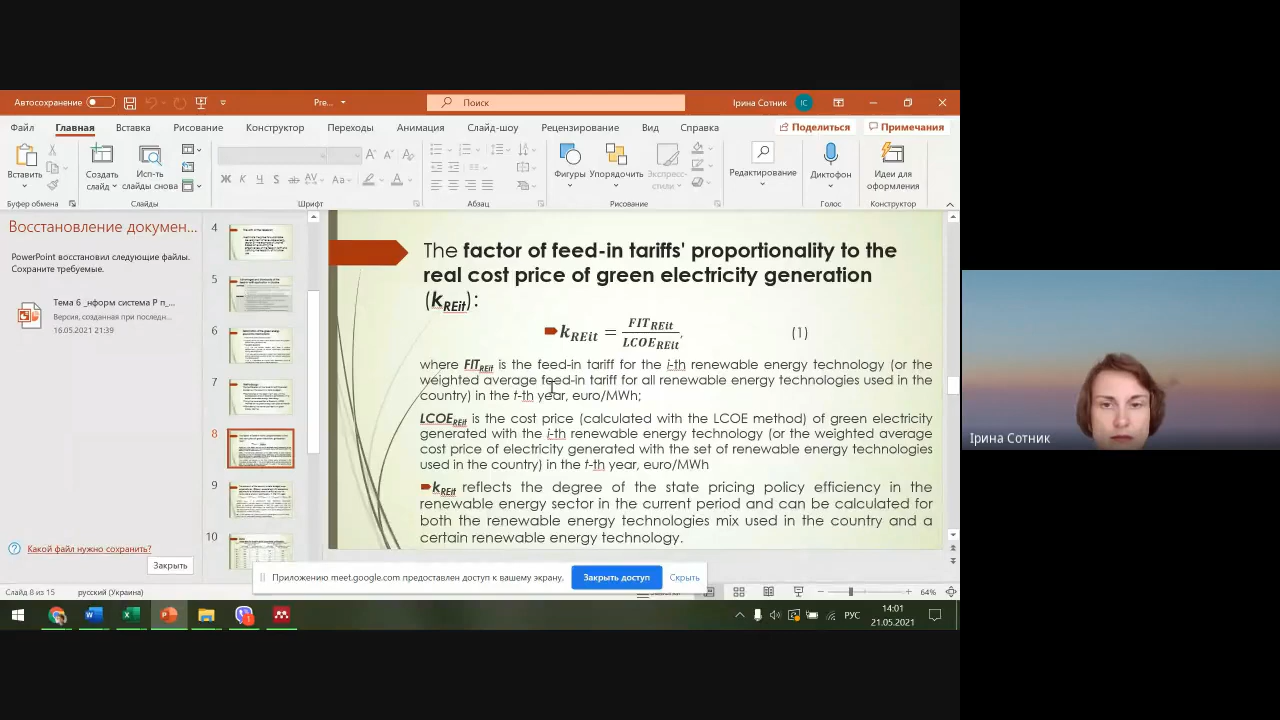 Автосохранение
Pre...
Поиск
Ірина Сотник
ІС
Файл Главная Вставка Рисование Конструктор Переходы Анимация Слайд-шоу Рецензирование Вид Справка
Поделиться
Примечания
Вставить
Создать слайд
Исп-ть слайды снова
Фигуры
Упорядочить
Экспресс-стили
Редактирование
Диктофон
Идеи для оформления
Буфер обмена
Слайды
Шрифт
Абзац
Рисование
Голос
Конструктор
Восстановление докумен...
PowerPoint восстановил следующие файлы.
Сохраните требуемые.
Тема 6 _нформ система Р п_...
Версия, созданная при последн...
16.05.2021 21:39
Какой файл нужно сохранить?
Закрыть
4
5
6
7
8
9
10
The factor of feed-in tariffs' proportionality to the
real cost price of green electricity generation
(kREit):
kREit = FITREit / LCOEREit, (1)
where FITREit is the feed-in tariff for the i-th renewable energy technology (or the
weighted average feed-in tariff for all renewable energy technologies used in the
country) in the t-th year, euro/MWh;
LCOEREit is the cost price (calculated with the LCOE method) of green electricity
generated with the i-th renewable energy technology (or the weighted average
cost price of electricity generated with the set of renewable energy technologies
used in the country) in the t-th year, euro/MWh
kREit reflects the degree of the state pricing policy efficiency in the
renewable energy sector in the current period and can be calculated for
both the renewable energy technologies mix used in the country and a
certain renewable energy technology.
Приложению meet.google.com предоставлен доступ к вашему экрану.
Закрыть доступ
Скрыть
Слайд 8 из 15
русский (Украина)
64%
РУС
14:01
21.05.2021
Ірина Сотник